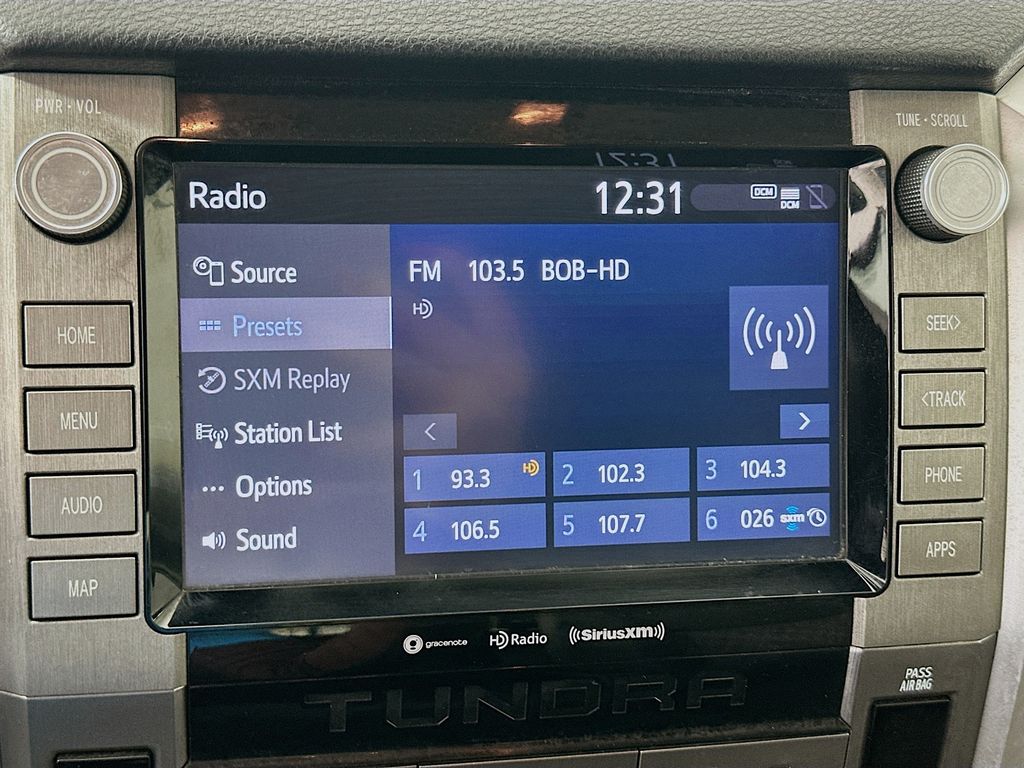 PWR · VOL
TUNE · SCROLL
12:31
Radio
12:31
DCM
DCM
Source
Presets
SXM Replay
Station List
Options
Sound
FM 103.5 BOB-HD
HD
<
>
1 93.3 HD
2 102.3
3 104.3
4 106.5
5 107.7
6 026 sxm
HOME
MENU
AUDIO
MAP
SEEK>
<TRACK
PHONE
APPS
gracenote
HD Radio
((SiriusXM))
TUNDRA
PASS
AIR BAG